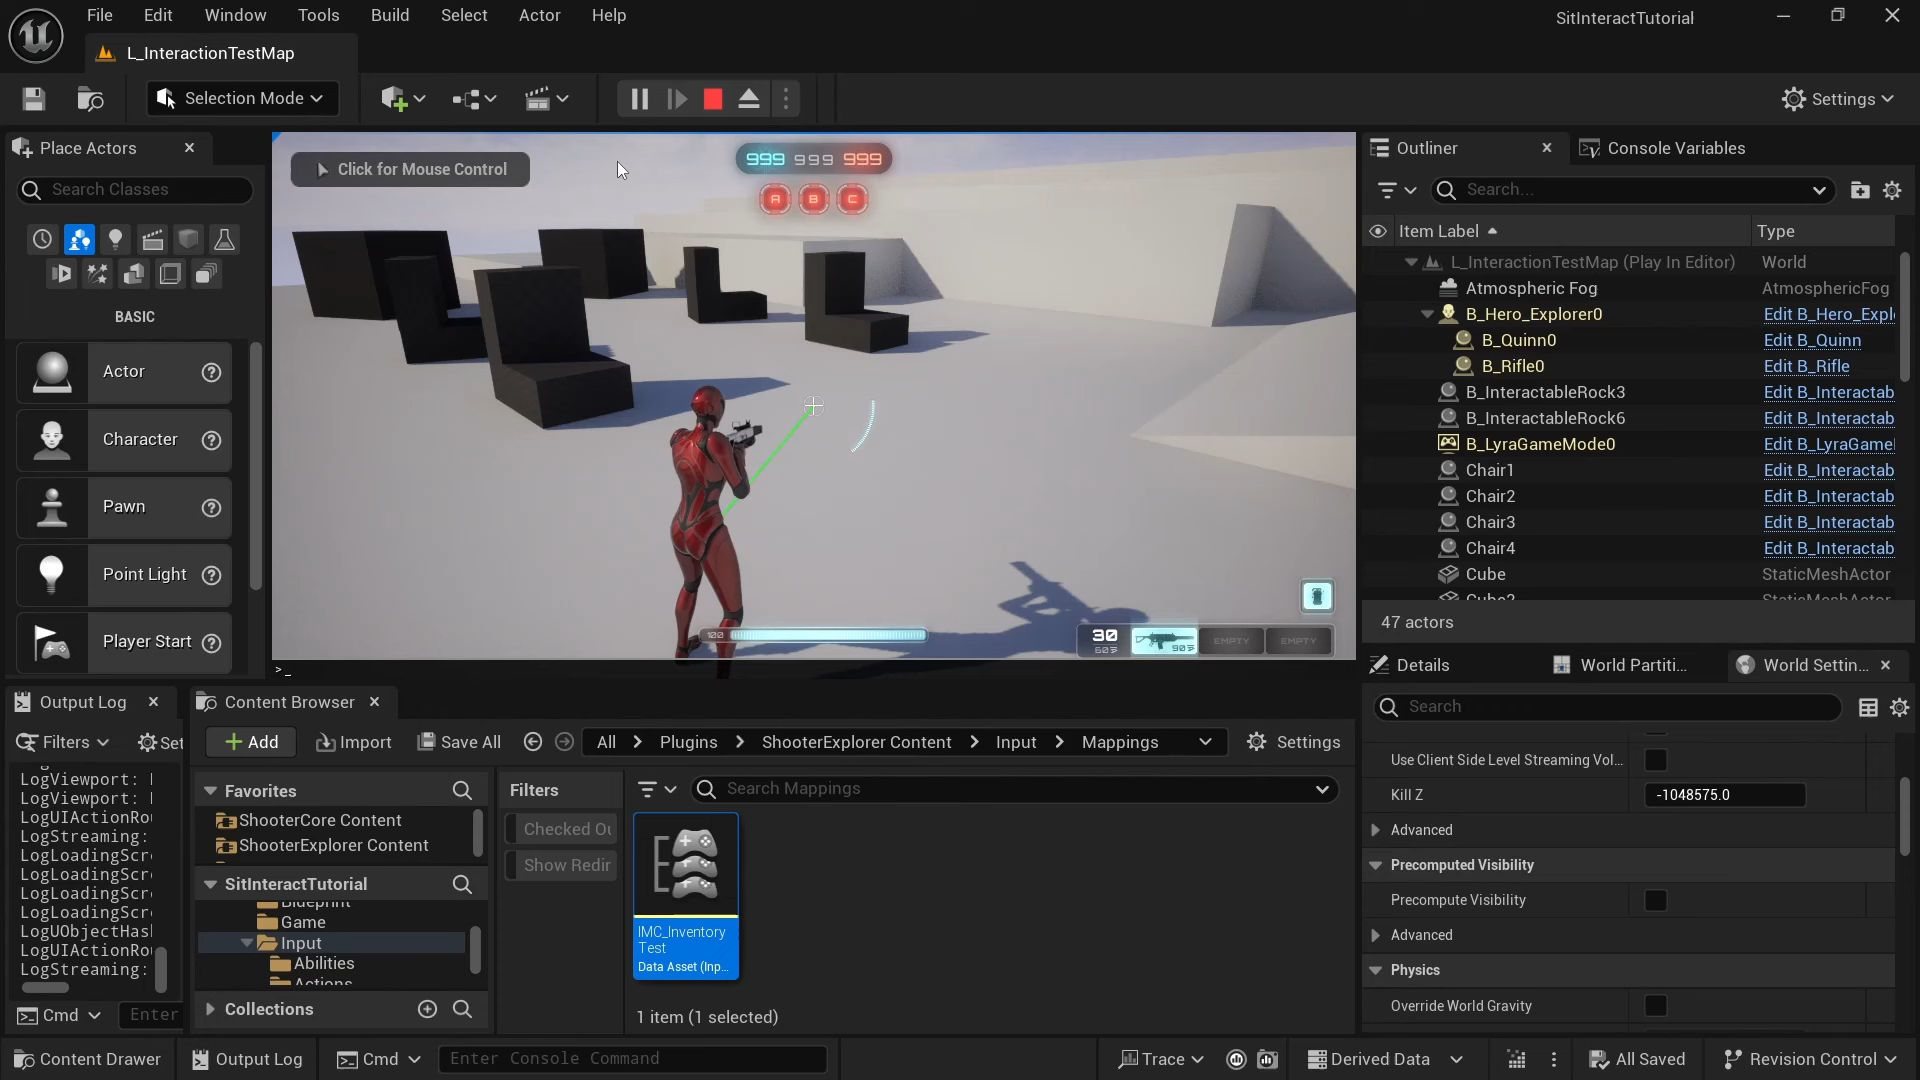 File Edit Window Tools Build Select Actor Help
SitInteractTutorial
L_InteractionTestMap
Selection Mode
Settings
Place Actors
Search Classes
BASIC
Actor
Character
Pawn
Point Light
Player Start
Click for Mouse Control
999 999 999
A B C
100
30
60
90
EMPTY EMPTY
>_
Outliner
Console Variables
Search...
Item Label Type
L_InteractionTestMap (Play In Editor) World
Atmospheric Fog AtmosphericFog
B_Hero_Explorer0 Edit B_Hero_Expl
B_Quinn0 Edit B_Quinn
B_Rifle0 Edit B_Rifle
B_InteractableRock3 Edit B_Interactab
B_InteractableRock6 Edit B_Interactab
B_LyraGameMode0 Edit B_LyraGame
Chair1 Edit B_Interactab
Chair2 Edit B_Interactab
Chair3 Edit B_Interactab
Chair4 Edit B_Interactab
Cube StaticMeshActor
47 actors
Details
World Partiti...
World Settin...
Search
Use Client Side Level Streaming Vol...
Kill Z -1048575.0
Advanced
Precomputed Visibility
Precompute Visibility
Advanced
Physics
Override World Gravity
Output Log
Filters Set
LogViewport:
LogViewport:
LogUIActionRo
LogStreaming:
LogLoadingScr
LogLoadingScr
LogLoadingScr
LogLoadingScr
LogUObjectHas
LogUIActionRo
LogStreaming:
Cmd
Enter
Content Browser
Add
Import
Save All
All > Plugins > ShooterExplorer Content > Input > Mappings
Settings
Favorites
ShooterCore Content
ShooterExplorer Content
SitInteractTutorial
Blueprint
Game
Input
Abilities
Actions
Collections
Filters
Checked Ou
Show Redir
Search Mappings
IMC_Inventory
Test
Data Asset (Inp...
1 item (1 selected)
Content Drawer
Output Log
Cmd
Enter Console Command
Trace
Derived Data
All Saved
Revision Control